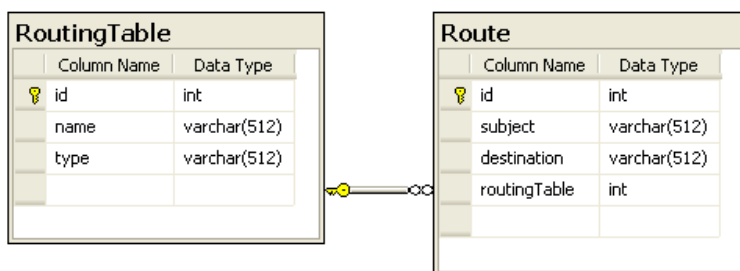 RoutingTable
Column Name Data Type
id int
name varchar(512)
type varchar(512)
Route
Column Name Data Type
id int
subject varchar(512)
destination varchar(512)
routingTable int